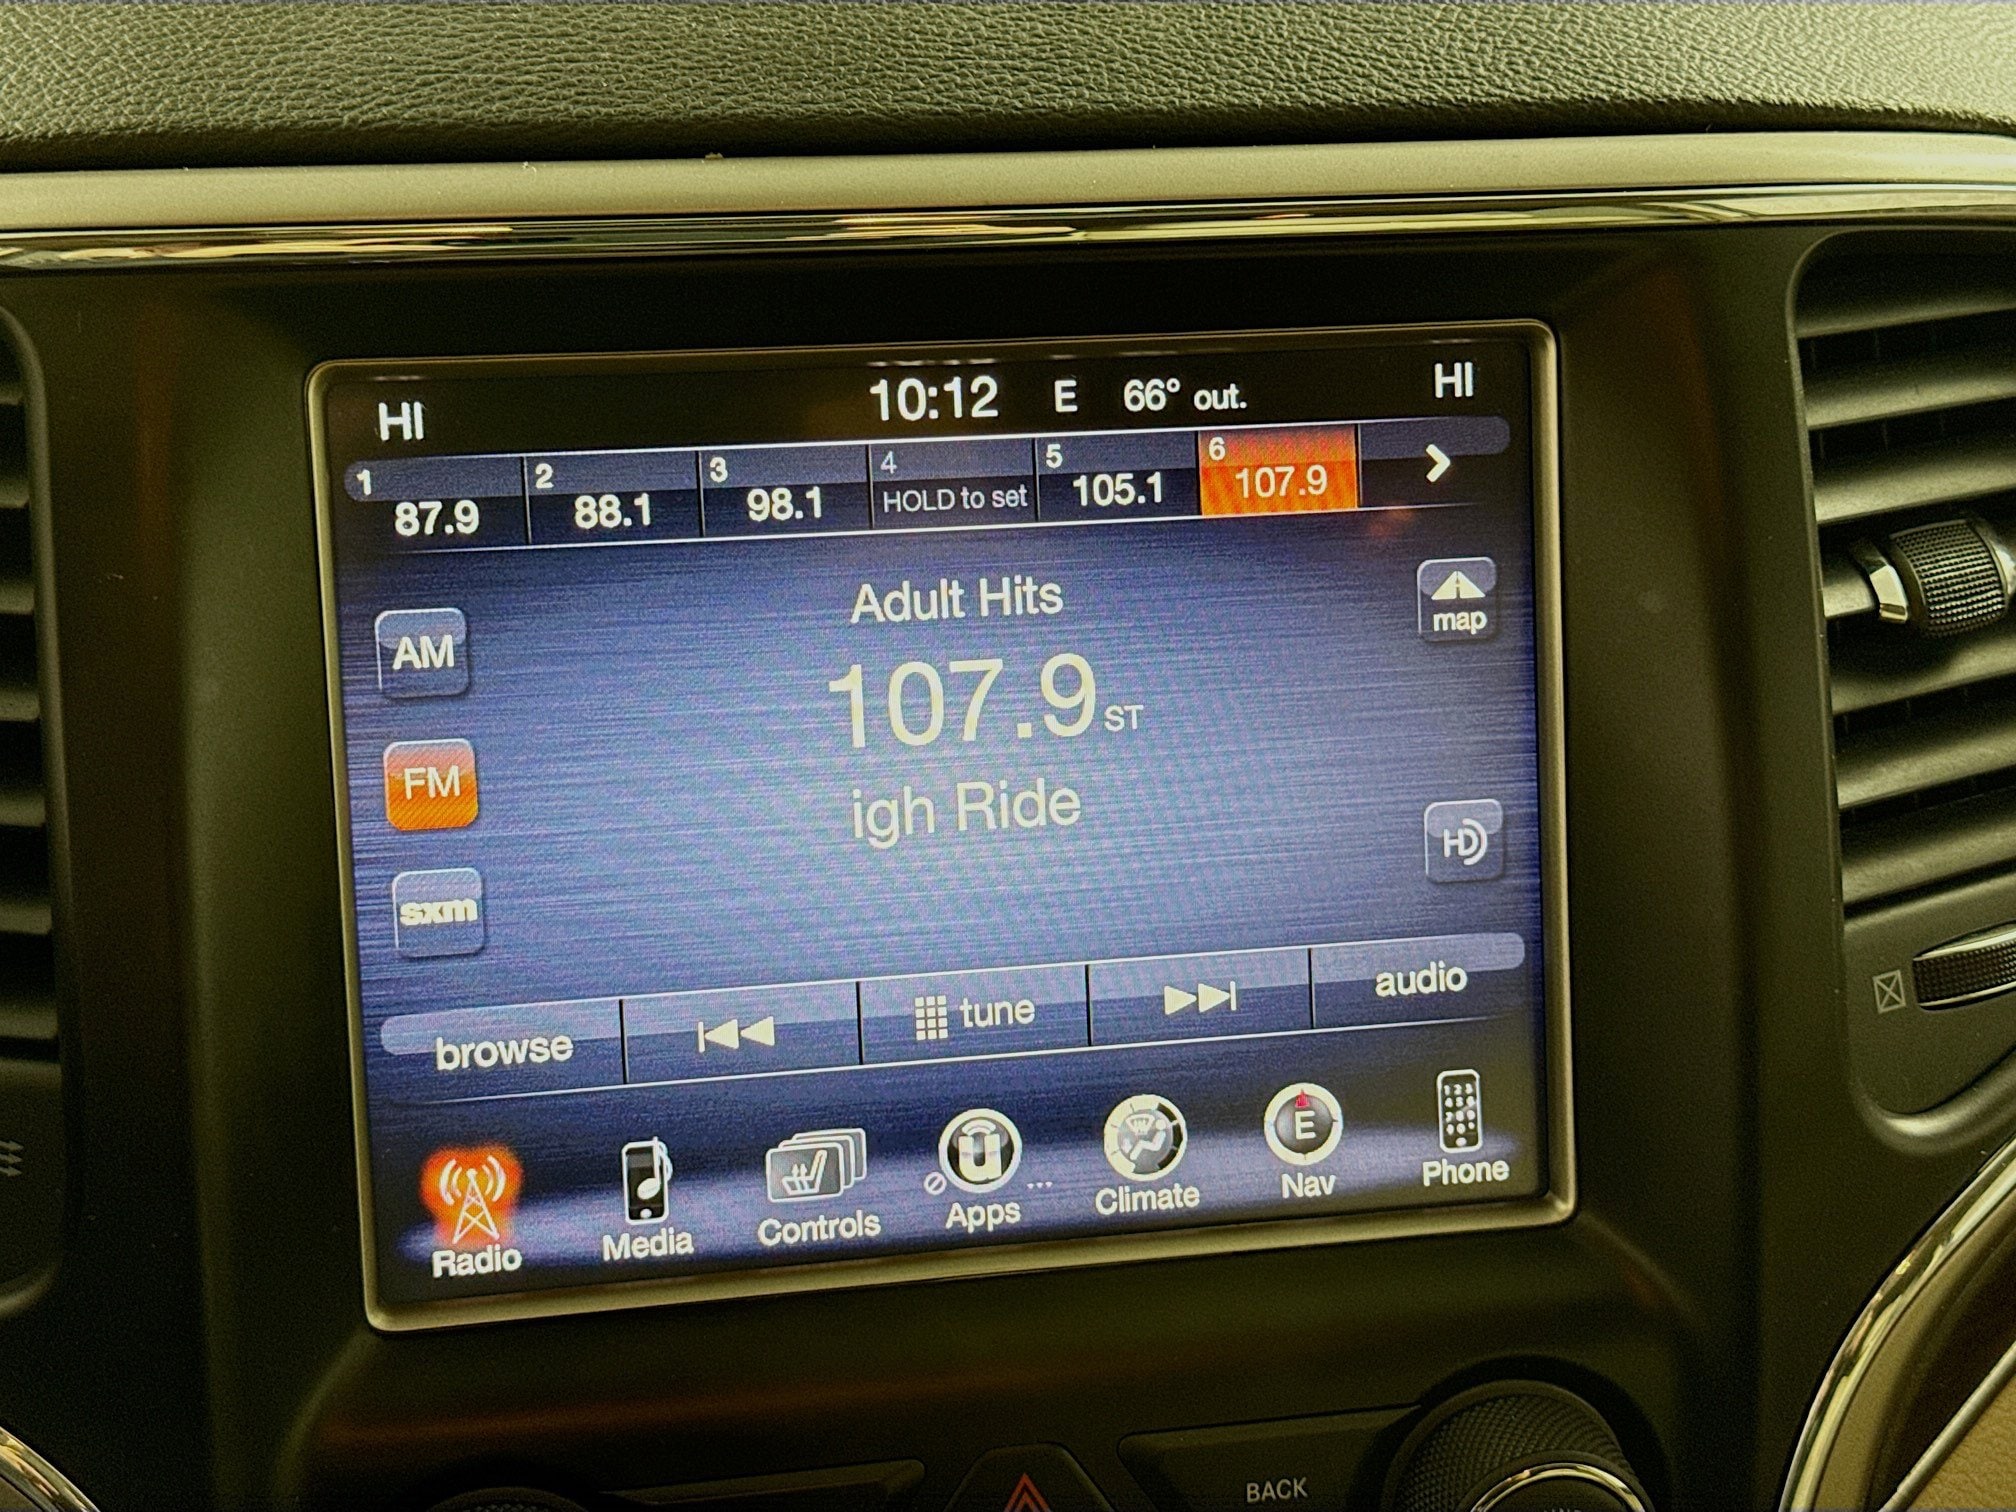 HI 10:12 E 66° out. HI
1 87.9 2 88.1 3 98.1 4 HOLD to set 5 105.1 6 107.9
Adult Hits
map
AM
107.9 ST
FM
igh Ride
HD
sxm
browse tune audio
Radio Media Controls Apps ... Climate E Nav Phone
BACK